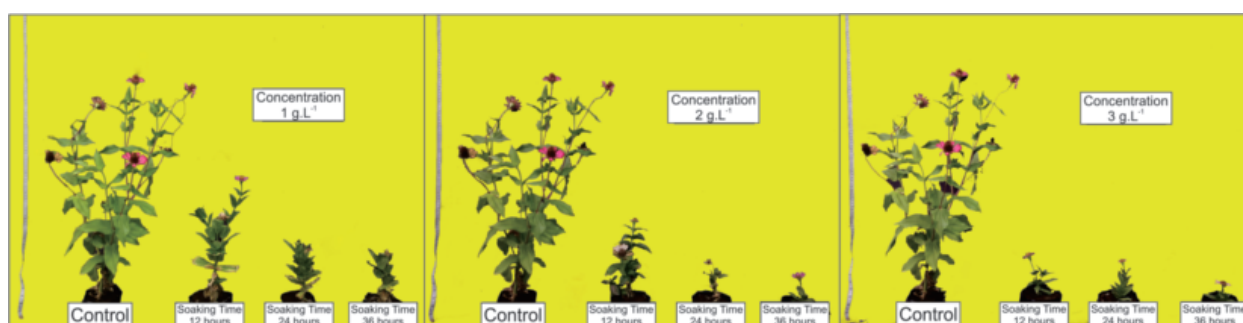 Concentration
1 g.L⁻¹
Control
Soaking Time
12 hours
Soaking Time
24 hours
Soaking Time
36 hours
Concentration
2 g.L⁻¹
Control
Soaking Time
12 hours
Soaking Time
24 hours
Soaking Time
36 hours
Concentration
3 g.L⁻¹
Control
Soaking Time
12 hours
Soaking Time
24 hours
Soaking Time
36 hours